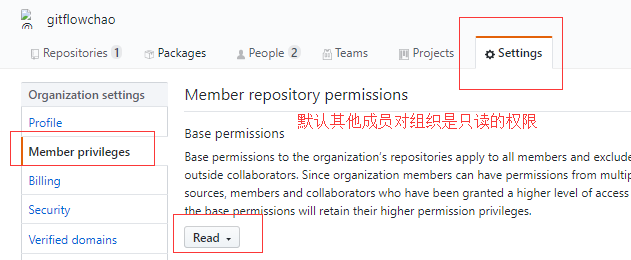 gitflowchao
Repositories 1 Packages People 2 Teams Projects Settings
Organization settings
Profile
Member privileges
Billing
Security
Verified domains
Member repository permissions
默认其他成员对组织是只读的权限
Base permissions
Base permissions to the organization's repositories apply to all members and exclude
outside collaborators. Since organization members can have permissions from
sources, members and collaborators who have been granted a higher level of access
the base permissions will retain their higher permission privileges.
Read